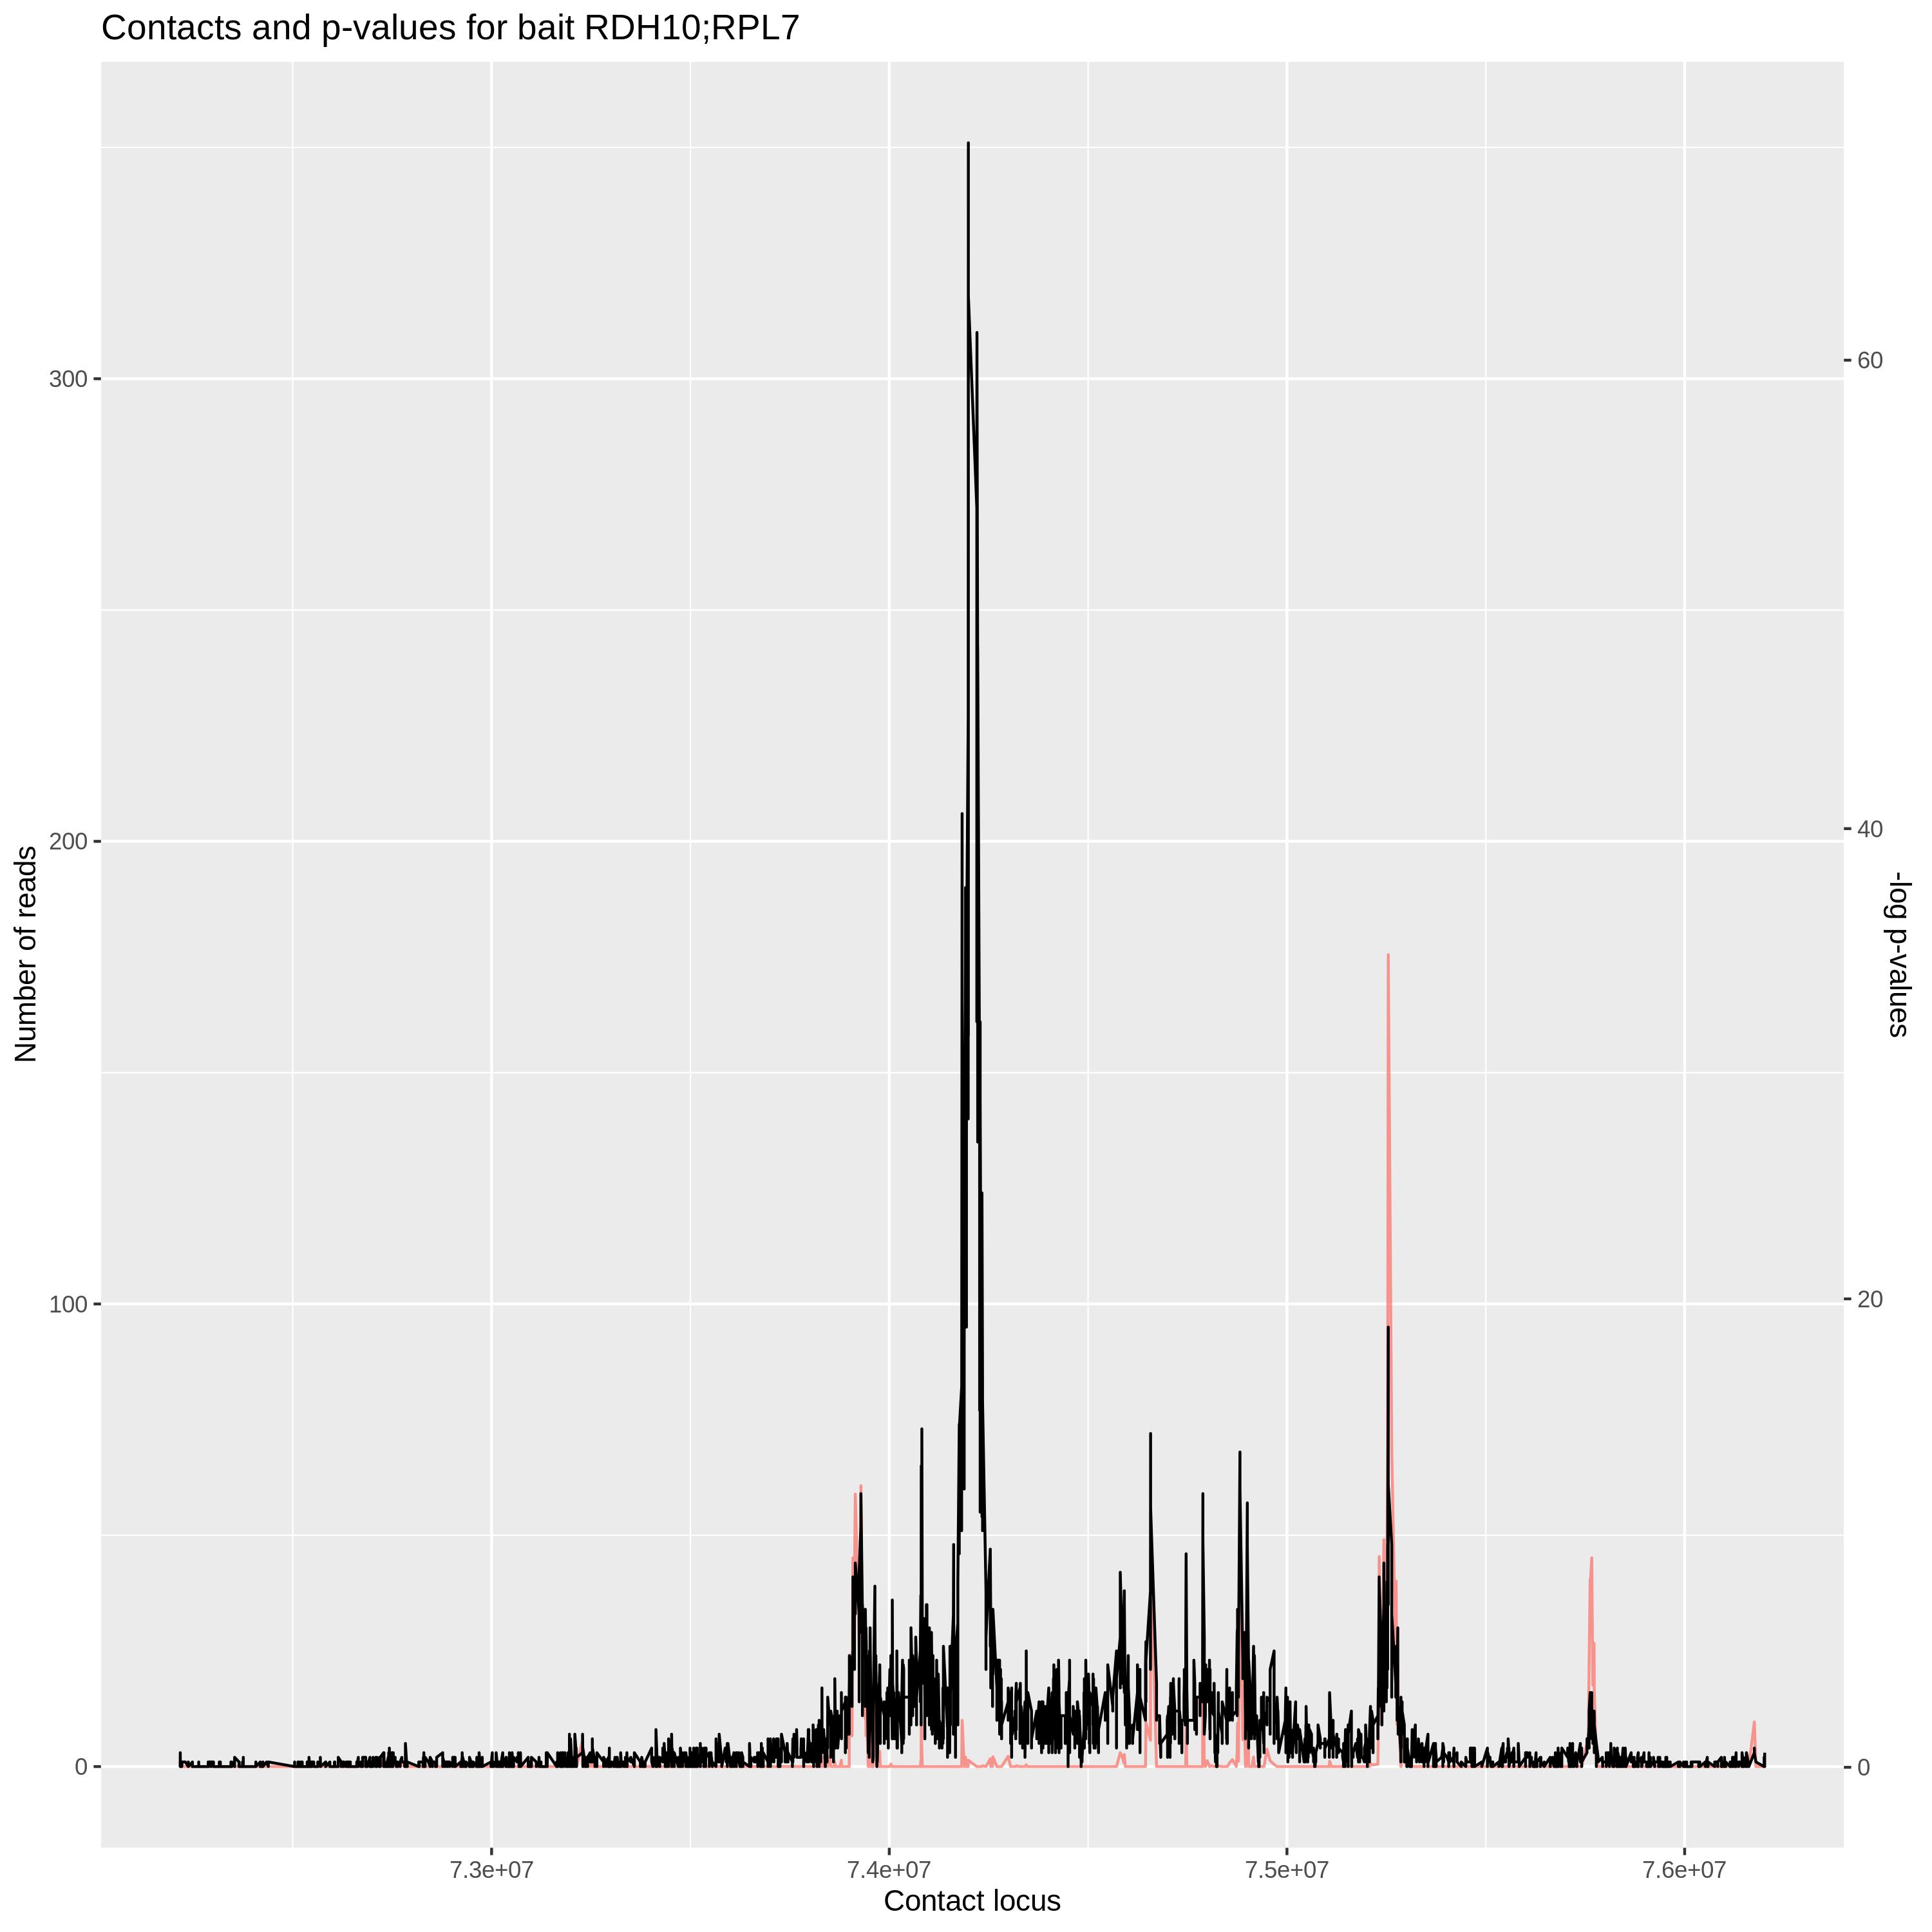 Contacts and p-values for bait RDH10;RPL7
300
200
100
0
Number of reads
60
40
20
0
-log p-values
7.3e+07
7.4e+07
7.5e+07
7.6e+07
Contact locus